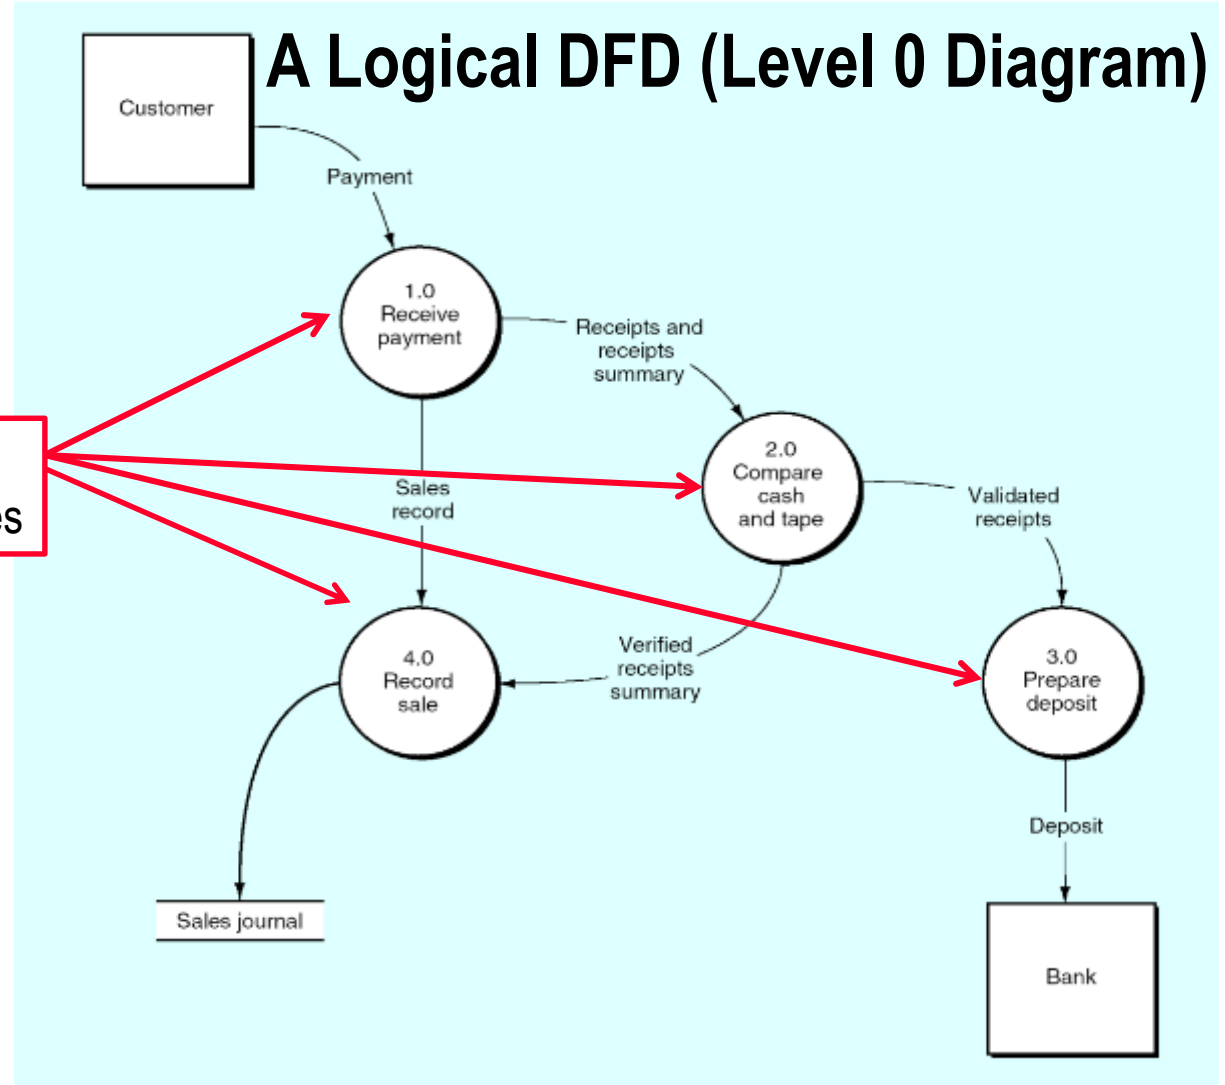 A Logical DFD (Level 0 Diagram)
Customer
Payment
1.0
Receive
payment
Receipts and
receipts
summary
2.0
Compare
cash
and tape
Sales
record
Validated
receipts
es
4.0
Record
sale
Verified
receipts
summary
3.0
Prepare
deposit
Deposit
Sales journal
Bank